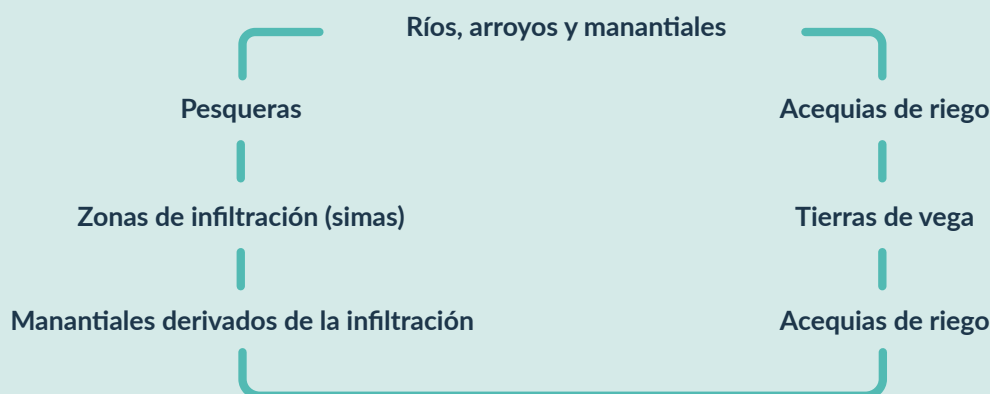 Ríos, arroyos y manantiales
Pesqueras
Acequias de riego
Zonas de infiltración (simas)
Tierras de vega
Manantiales derivados de la infiltración
Acequias de riego